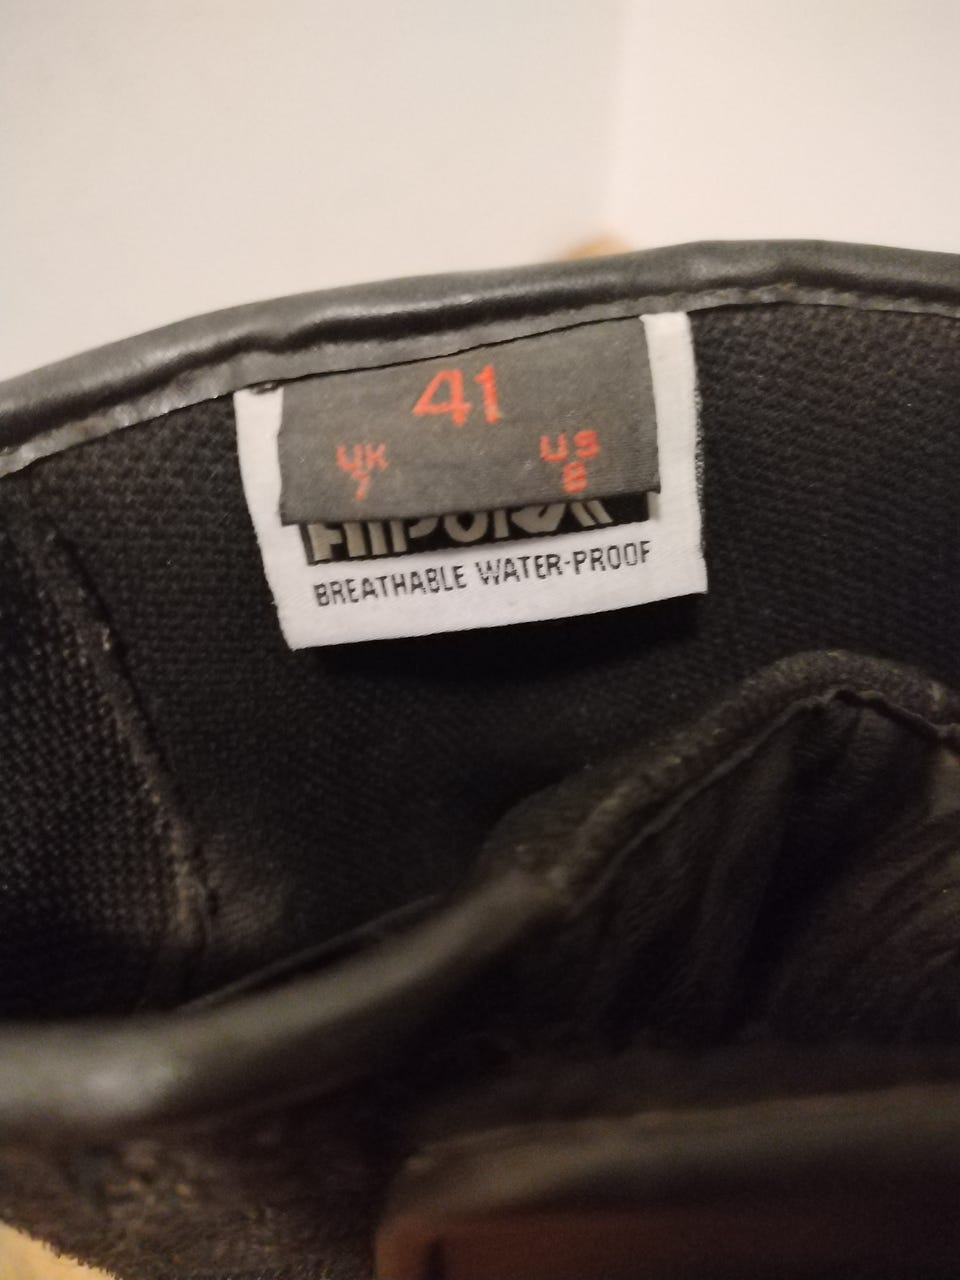 41
UK US
7 8
BREATHABLE WATER-PROOF